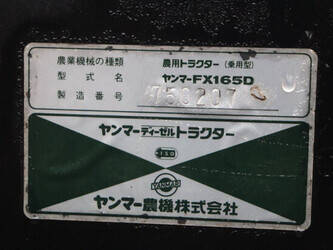 農業機械の種類 農用トラクター (乗用型)
型式名 ヤンマーFX165D
製造番号 750207
ヤンマーディーゼルトラクター
YANMAR
ヤンマー農機株式会社